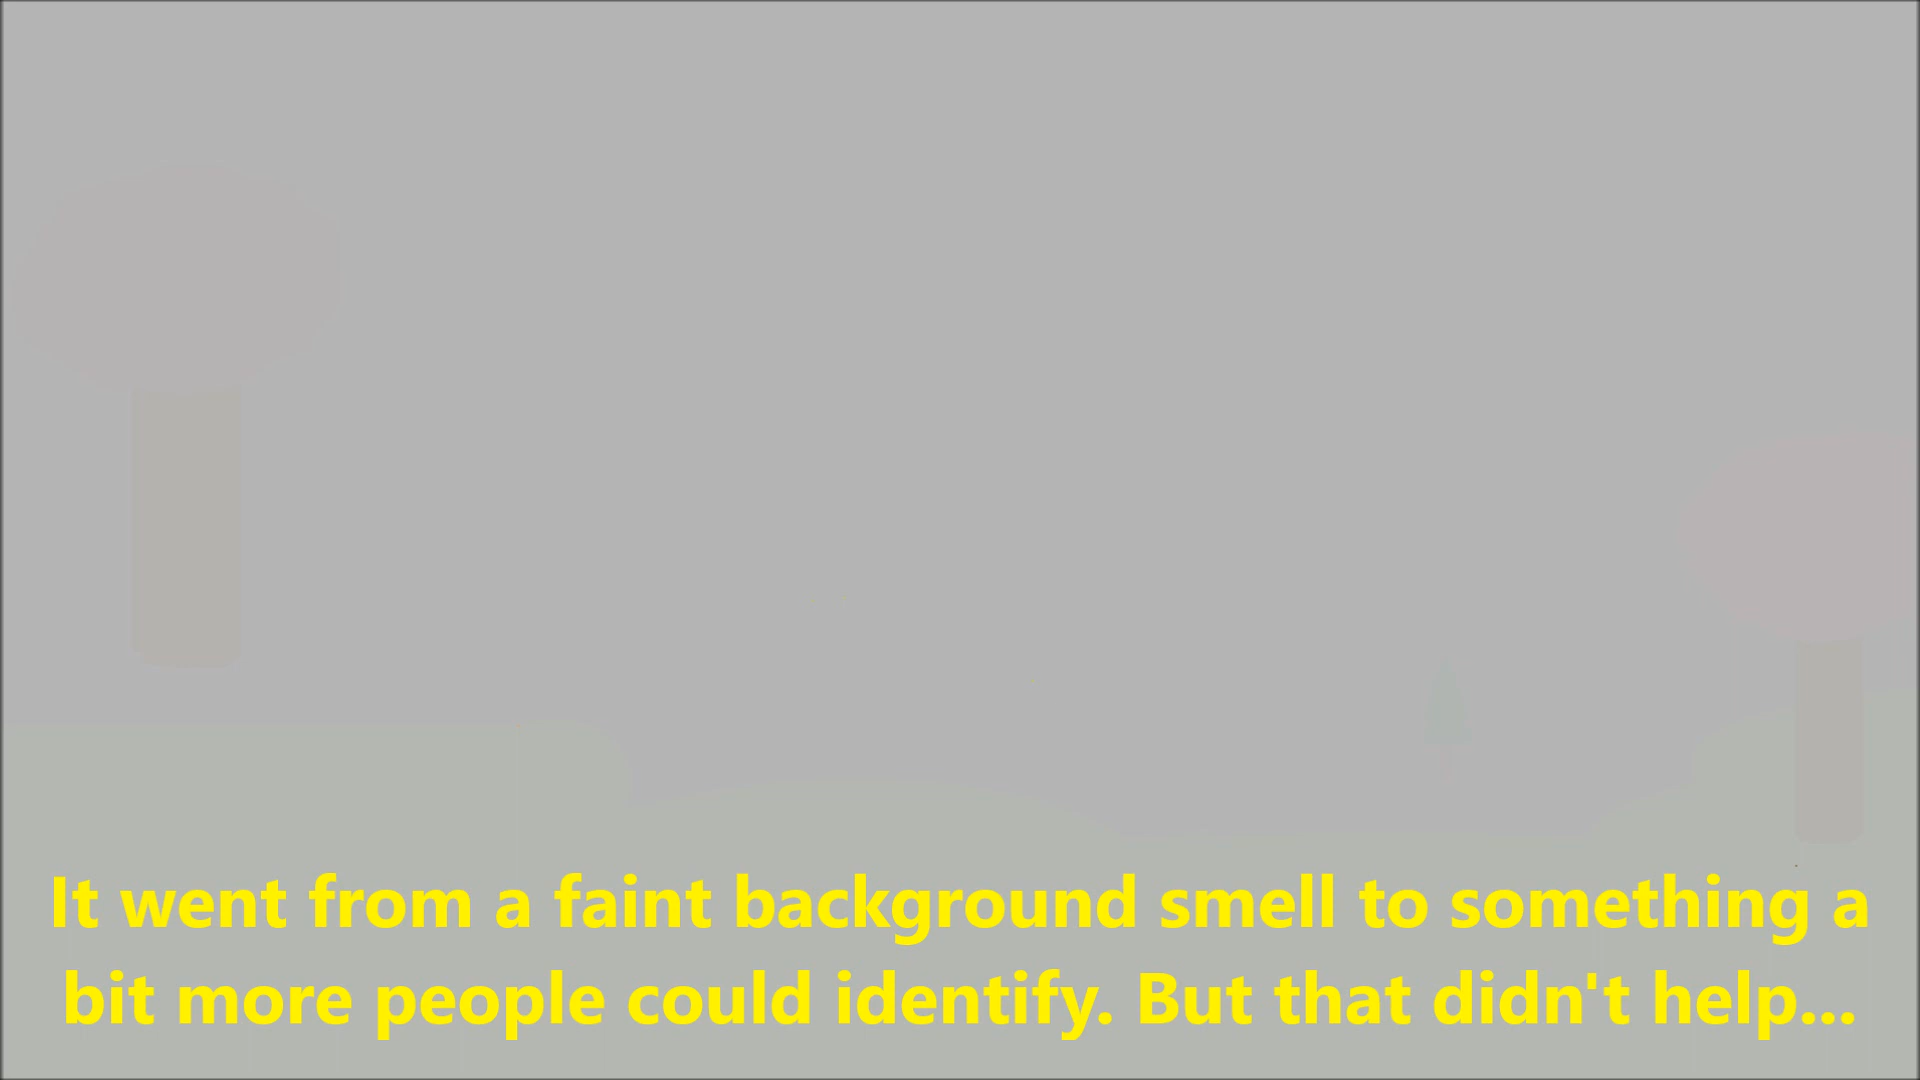 It went from a faint background smell to something a
bit more people could identify. But that didn't help...